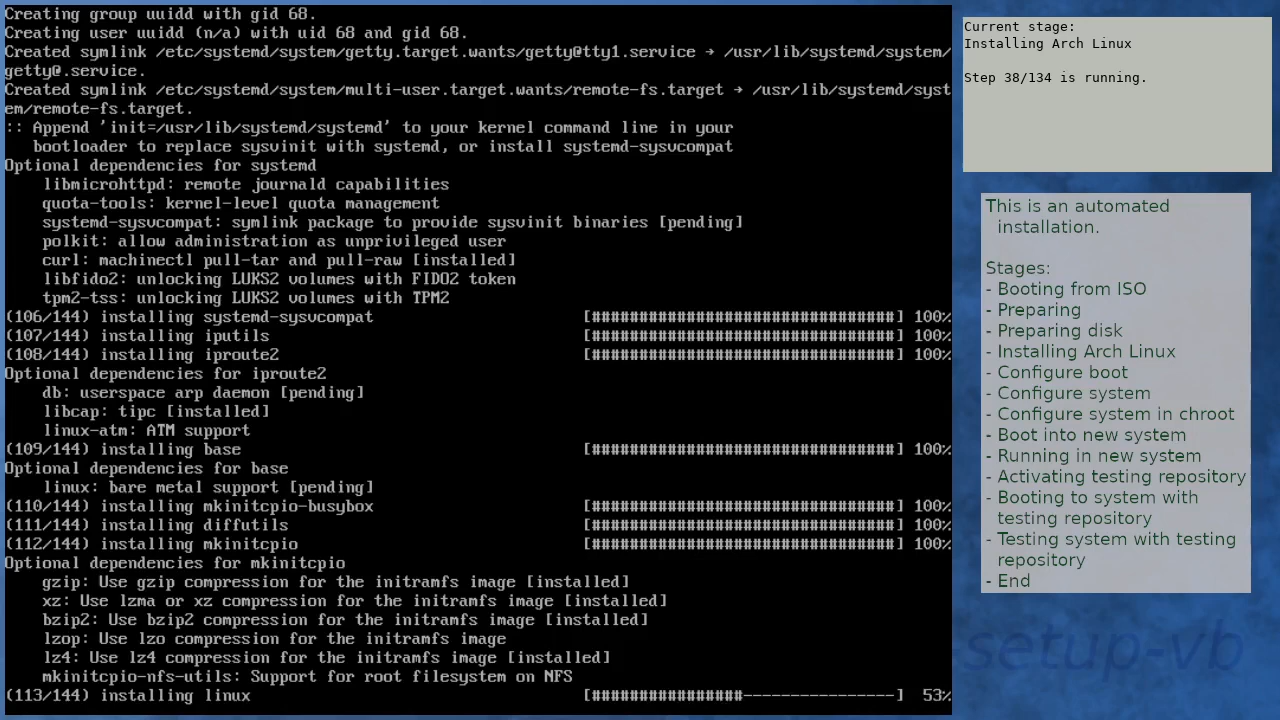 Creating group uuidd with gid 68.
Creating user uuidd (n/a) with uid 68 and gid 68.
Created symlink /etc/systemd/system/getty.target.wants/getty@tty1.service → /usr/lib/systemd/system/
getty@.service.
Created symlink /etc/systemd/system/multi-user.target.wants/remote-fs.target → /usr/lib/systemd/syst
em/remote-fs.target.
:: Append 'init=/usr/lib/systemd/systemd' to your kernel command line in your
   bootloader to replace sysvinit with systemd, or install systemd-sysvcompat
Optional dependencies for systemd
    libmicrohttpd: remote journald capabilities
    quota-tools: kernel-level quota management
    systemd-sysvcompat: symlink package to provide sysvinit binaries [pending]
    polkit: allow administration as unprivileged user
    curl: machinectl pull-tar and pull-raw [installed]
    libfido2: unlocking LUKS2 volumes with FIDO2 token
    tpm2-tss: unlocking LUKS2 volumes with TPM2
(106/144) installing systemd-sysvcompat [################################] 100%
(107/144) installing iputils [################################] 100%
(108/144) installing iproute2 [################################] 100%
Optional dependencies for iproute2
    db: userspace arp daemon [pending]
    libcap: tipc [installed]
    linux-atm: ATM support
(109/144) installing base [################################] 100%
Optional dependencies for base
    linux: bare metal support [pending]
(110/144) installing mkinitcpio-busybox [################################] 100%
(111/144) installing diffutils [################################] 100%
(112/144) installing mkinitcpio [################################] 100%
Optional dependencies for mkinitcpio
    gzip: Use gzip compression for the initramfs image [installed]
    xz: Use lzma or xz compression for the initramfs image [installed]
    bzip2: Use bzip2 compression for the initramfs image [installed]
    lzop: Use lzo compression for the initramfs image
    lz4: Use lz4 compression for the initramfs image [installed]
    mkinitcpio-nfs-utils: Support for root filesystem on NFS
(113/144) installing linux [################----------------] 53%
Current stage:
Installing Arch Linux
Step 38/134 is running.
This is an automated
installation.
Stages:
- Booting from ISO
- Preparing
- Preparing disk
- Installing Arch Linux
- Configure boot
- Configure system
- Configure system in chroot
- Boot into new system
- Running in new system
- Activating testing repository
- Booting to system with
testing repository
- Testing system with testing
repository
- End
setup-vb